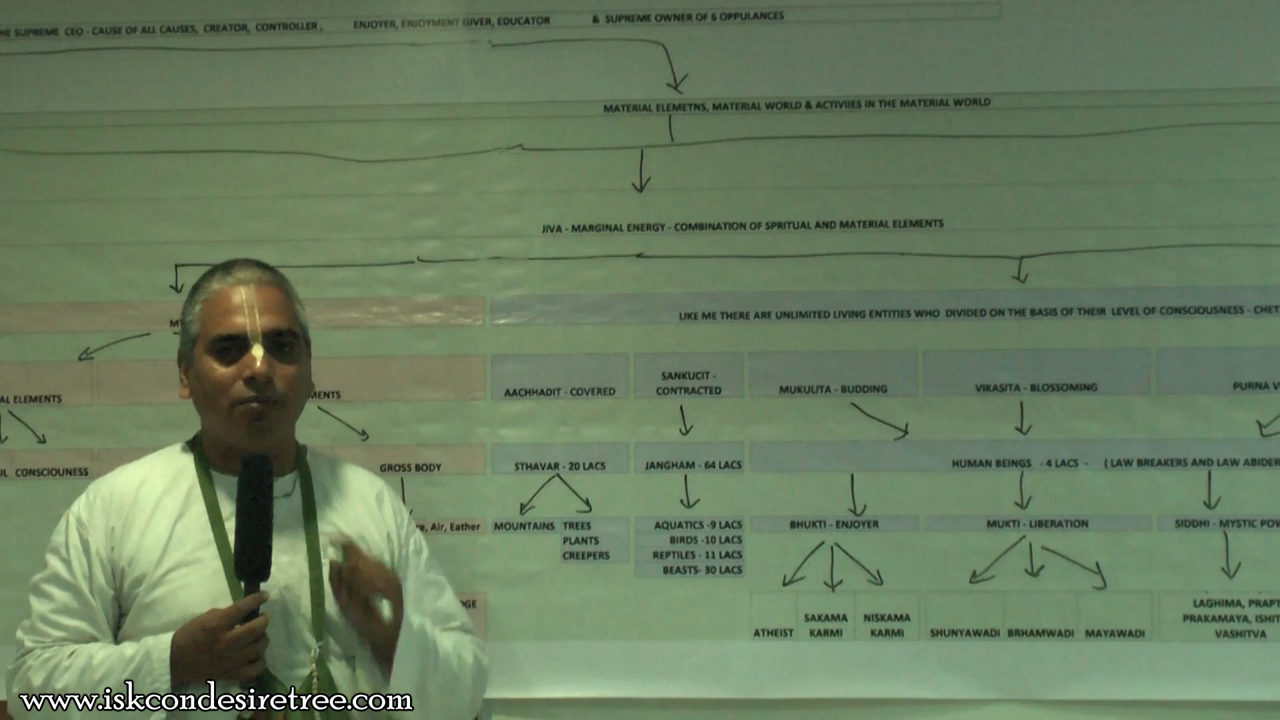 HE SUPREME CEO - CAUSE OF ALL CAUSES, CREATOR, CONTROLLER , ENJOYER, ENJOYMENT GIVER, EDUCATOR & SUPREME OWNER OF 6 OPPULANCES
MATERIAL ELEMETNS, MATERIAL WORLD & ACTIVIIES IN THE MATERIAL WORLD
JIVA - MARGINAL ENERGY - COMBINATION OF SPRITUAL AND MATERIAL ELEMENTS
LIKE ME THERE ARE UNLIMITED LIVING ENTITIES WHO DIVIDED ON THE BASIS OF THEIR LEVEL OF CONSCIOUSNESS - CHET
AL ELEMENTS
MENTS
AACHHADIT - COVERED
SANKUCIT -
CONTRACTED
MUKULITA - BUDDING
VIKASITA - BLOSSOMING
PURNA V
UL CONSCIOUNESS
GROSS BODY
STHAVAR - 20 LACS
JANGHAM - 64 LACS
HUMAN BEINGS - 4 LACS - ( LAW BREAKERS AND LAW ABIDER
re, Air, Eather
MOUNTAINS
TREES
PLANTS
CREEPERS
AQUATICS -9 LACS
BIRDS -10 LACS
REPTILES - 11 LACS
BEASTS- 30 LACS
BHUKTI - ENJOYER
MUKTI - LIBERATION
SIDDHI - MYSTIC POW
DGE
ATHEIST
SAKAMA
KARMI
NISKAMA
KARMI
SHUNYAWADI
BRHAMWADI
MAYAWADI
LAGHIMA, PRAPT
PRAKAMAYA, ISHIT
VASHITVA
www.iskcondesiretree.com